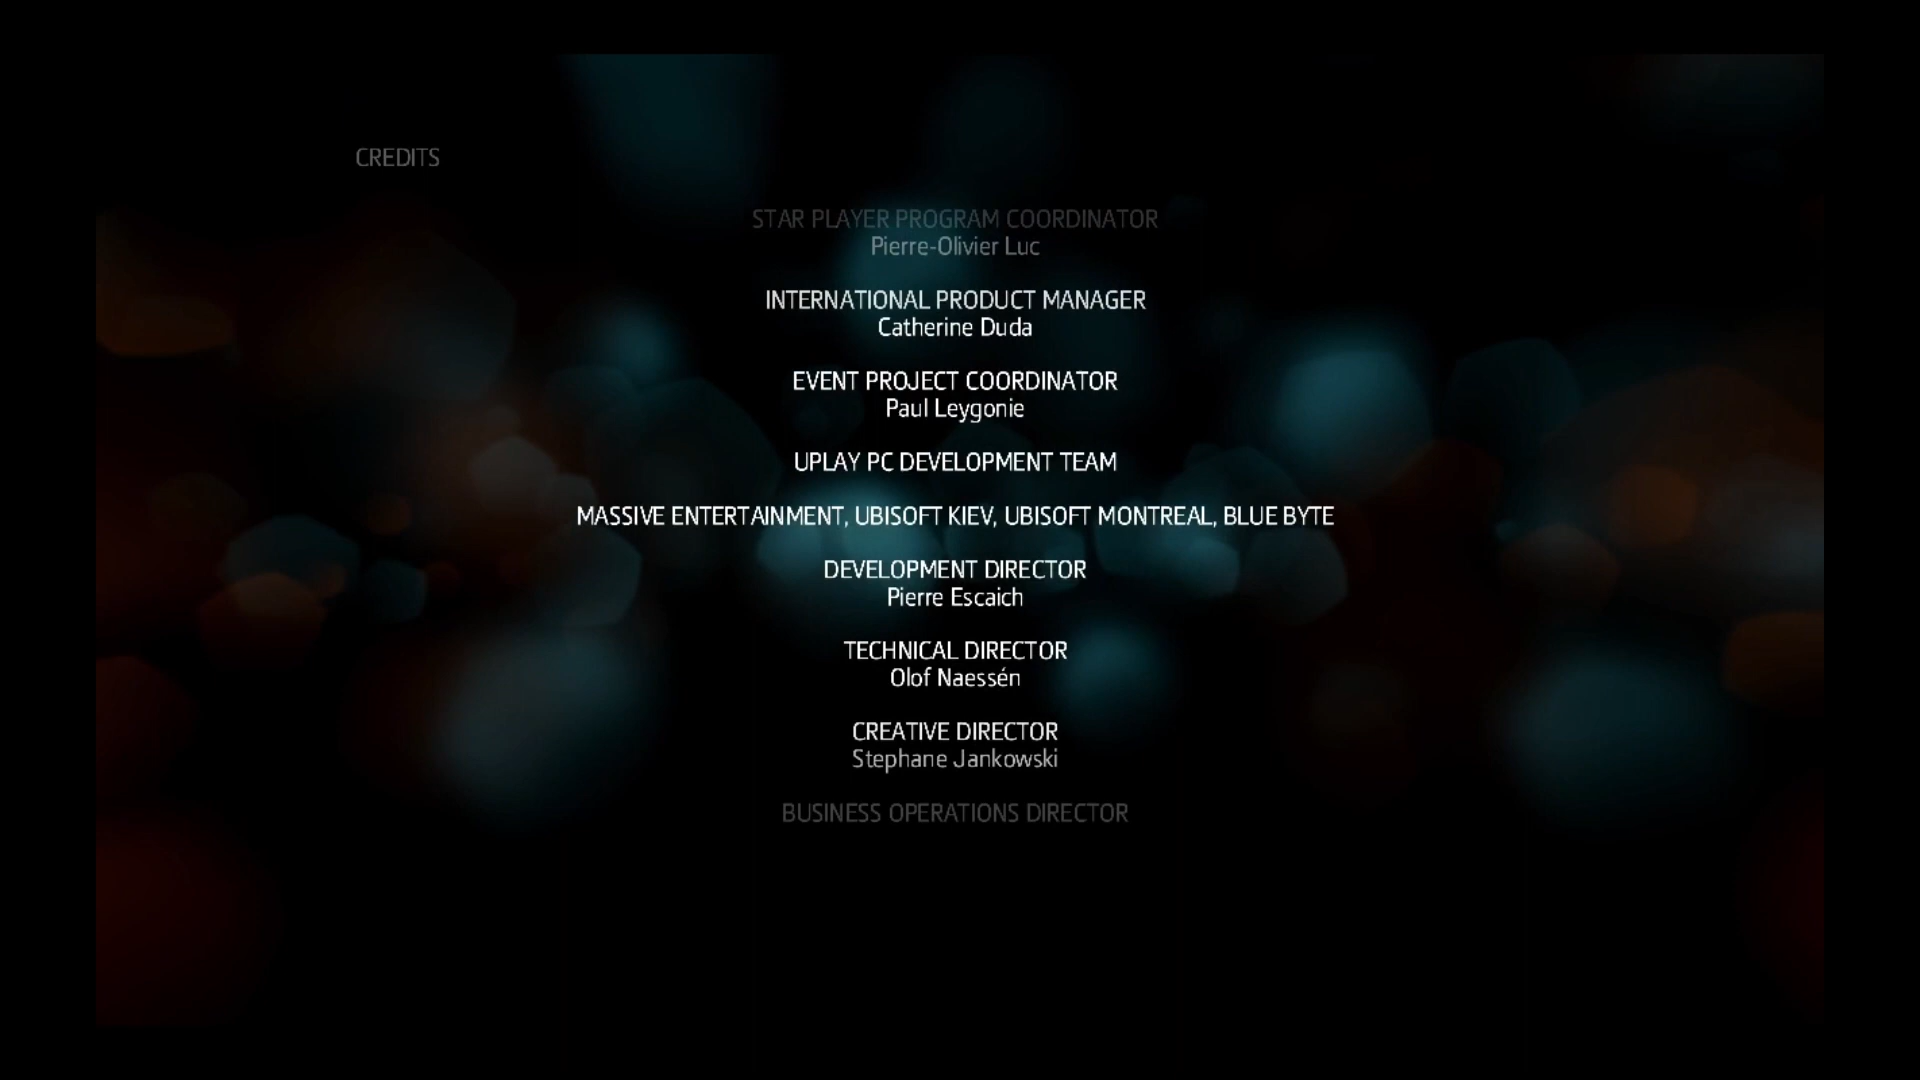 CREDITS
STAR PLAYER PROGRAM COORDINATOR
Pierre-Olivier Luc
INTERNATIONAL PRODUCT MANAGER
Catherine Duda
EVENT PROJECT COORDINATOR
Paul Leygonie
UPLAY PC DEVELOPMENT TEAM
MASSIVE ENTERTAINMENT, UBISOFT KIEV, UBISOFT MONTREAL, BLUE BYTE
DEVELOPMENT DIRECTOR
Pierre Escaich
TECHNICAL DIRECTOR
Olof Naessén
CREATIVE DIRECTOR
Stephane Jankowski
BUSINESS OPERATIONS DIRECTOR